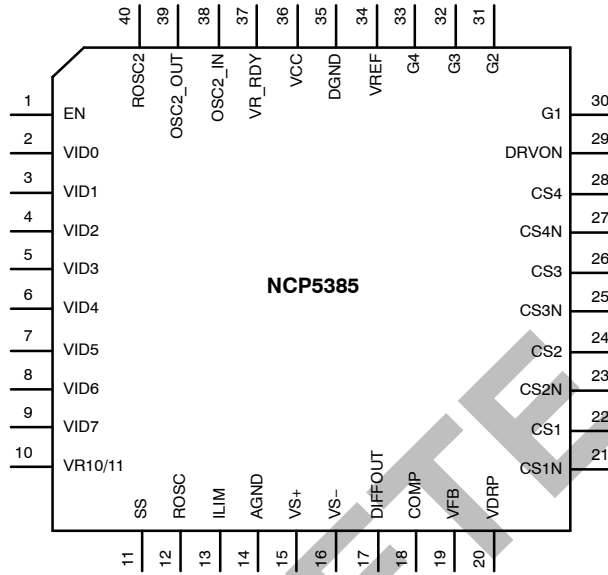 40 39 38 37 36 35 34 33 32 31
ROSC2 OSC2_OUT OSC2_IN VR_RDY VCC DGND VREF G4 G3 G2
1 EN G1 30
2 VID0 DRVON 29
3 VID1 CS4 28
4 VID2 CS4N 27
5 VID3 CS3 26
NCP5385
6 VID4 CS3N 25
7 VID5 CS2 24
8 VID6 CS2N 23
9 VID7 CS1 22
10 VR10/11 CS1N 21
SS ROSC ILIM AGND VS+ VS− DIFFOUT COMP VFB VDRP
11 12 13 14 15 16 17 18 19 20